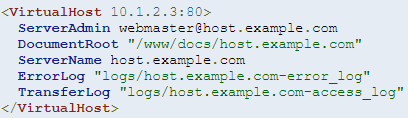 <VirtualHost 10.1.2.3:80>
  ServerAdmin webmaster@host.example.com
  DocumentRoot "/www/docs/host.example.com"
  ServerName host.example.com
  ErrorLog "logs/host.example.com-error_log"
  TransferLog "logs/host.example.com-access_log"
</VirtualHost>